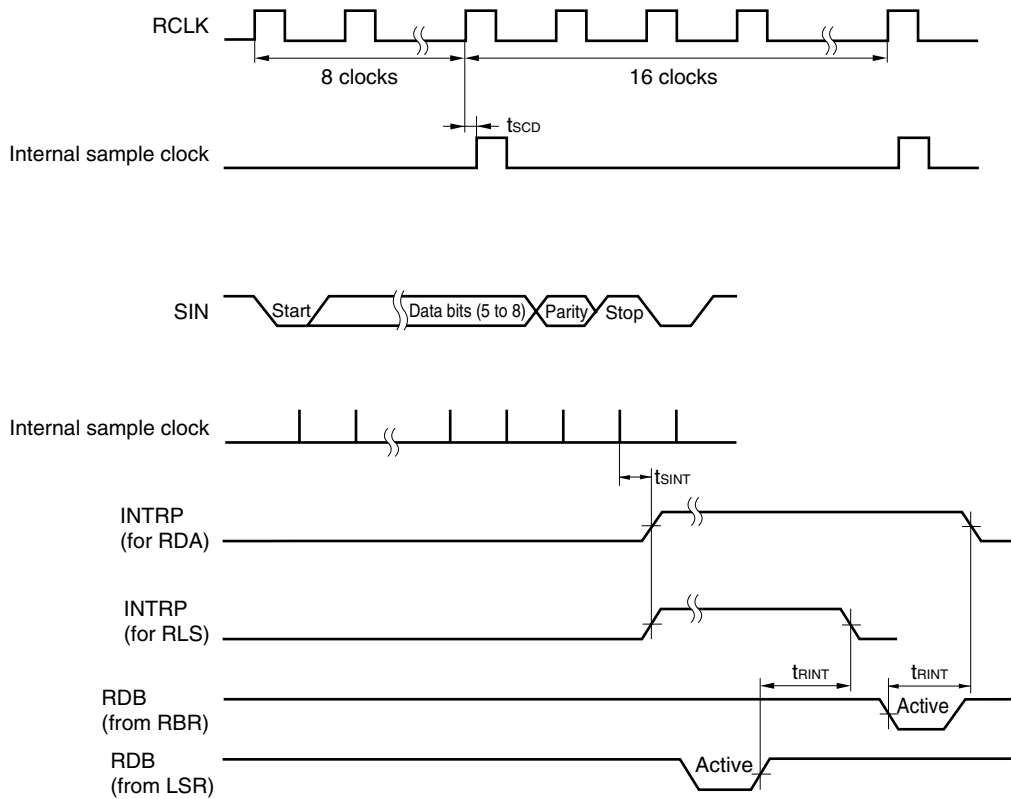 RCLK
8 clocks
16 clocks
tSCD
Internal sample clock
SIN
Start
Data bits (5 to 8)
Parity
Stop
Internal sample clock
tSINT
INTRP
(for RDA)
INTRP
(for RLS)
tRINT
tRINT
RDB
(from RBR)
Active
RDB
(from LSR)
Active